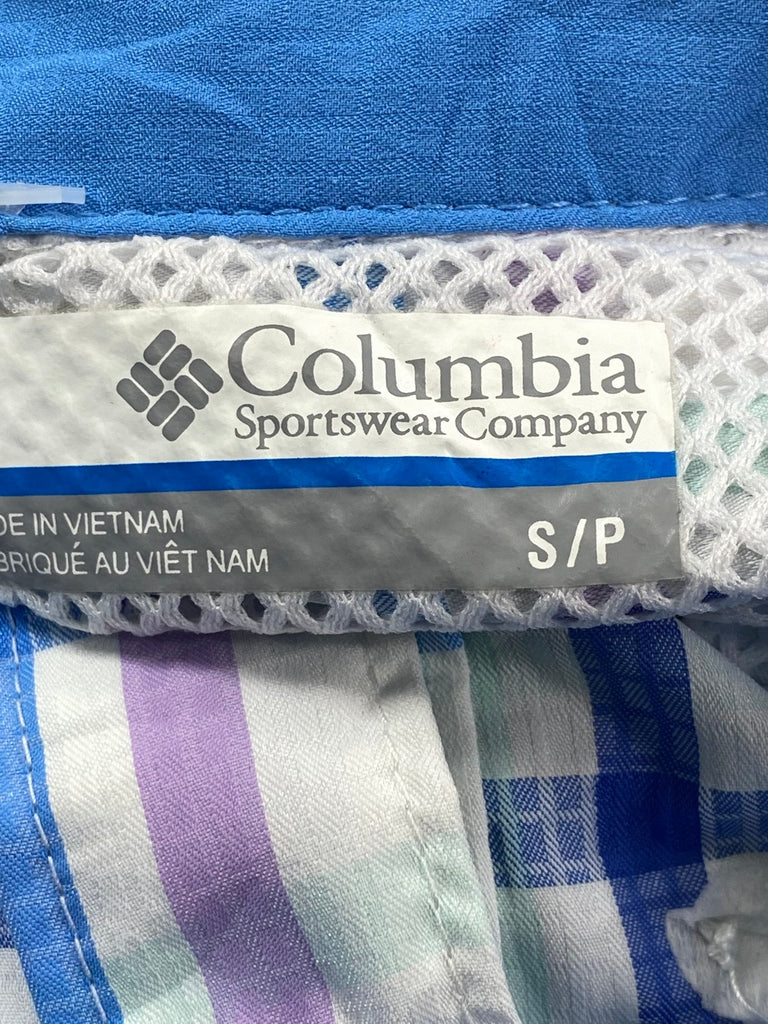 Columbia
Sportswear Company
DE IN VIETNAM
BRIQUÉ AU VIÊT NAM
S/P